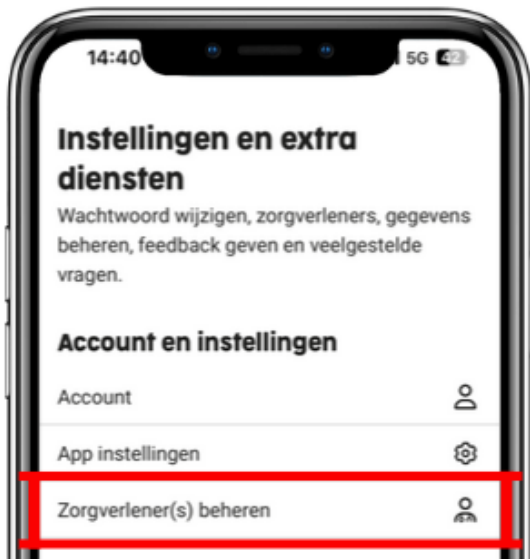 14:40 5G 42
Instellingen en extra
diensten
Wachtwoord wijzigen, zorgverleners, gegevens
beheren, feedback geven en veelgestelde
vragen.
Account en instellingen
Account
App instellingen
Zorgverlener(s) beheren